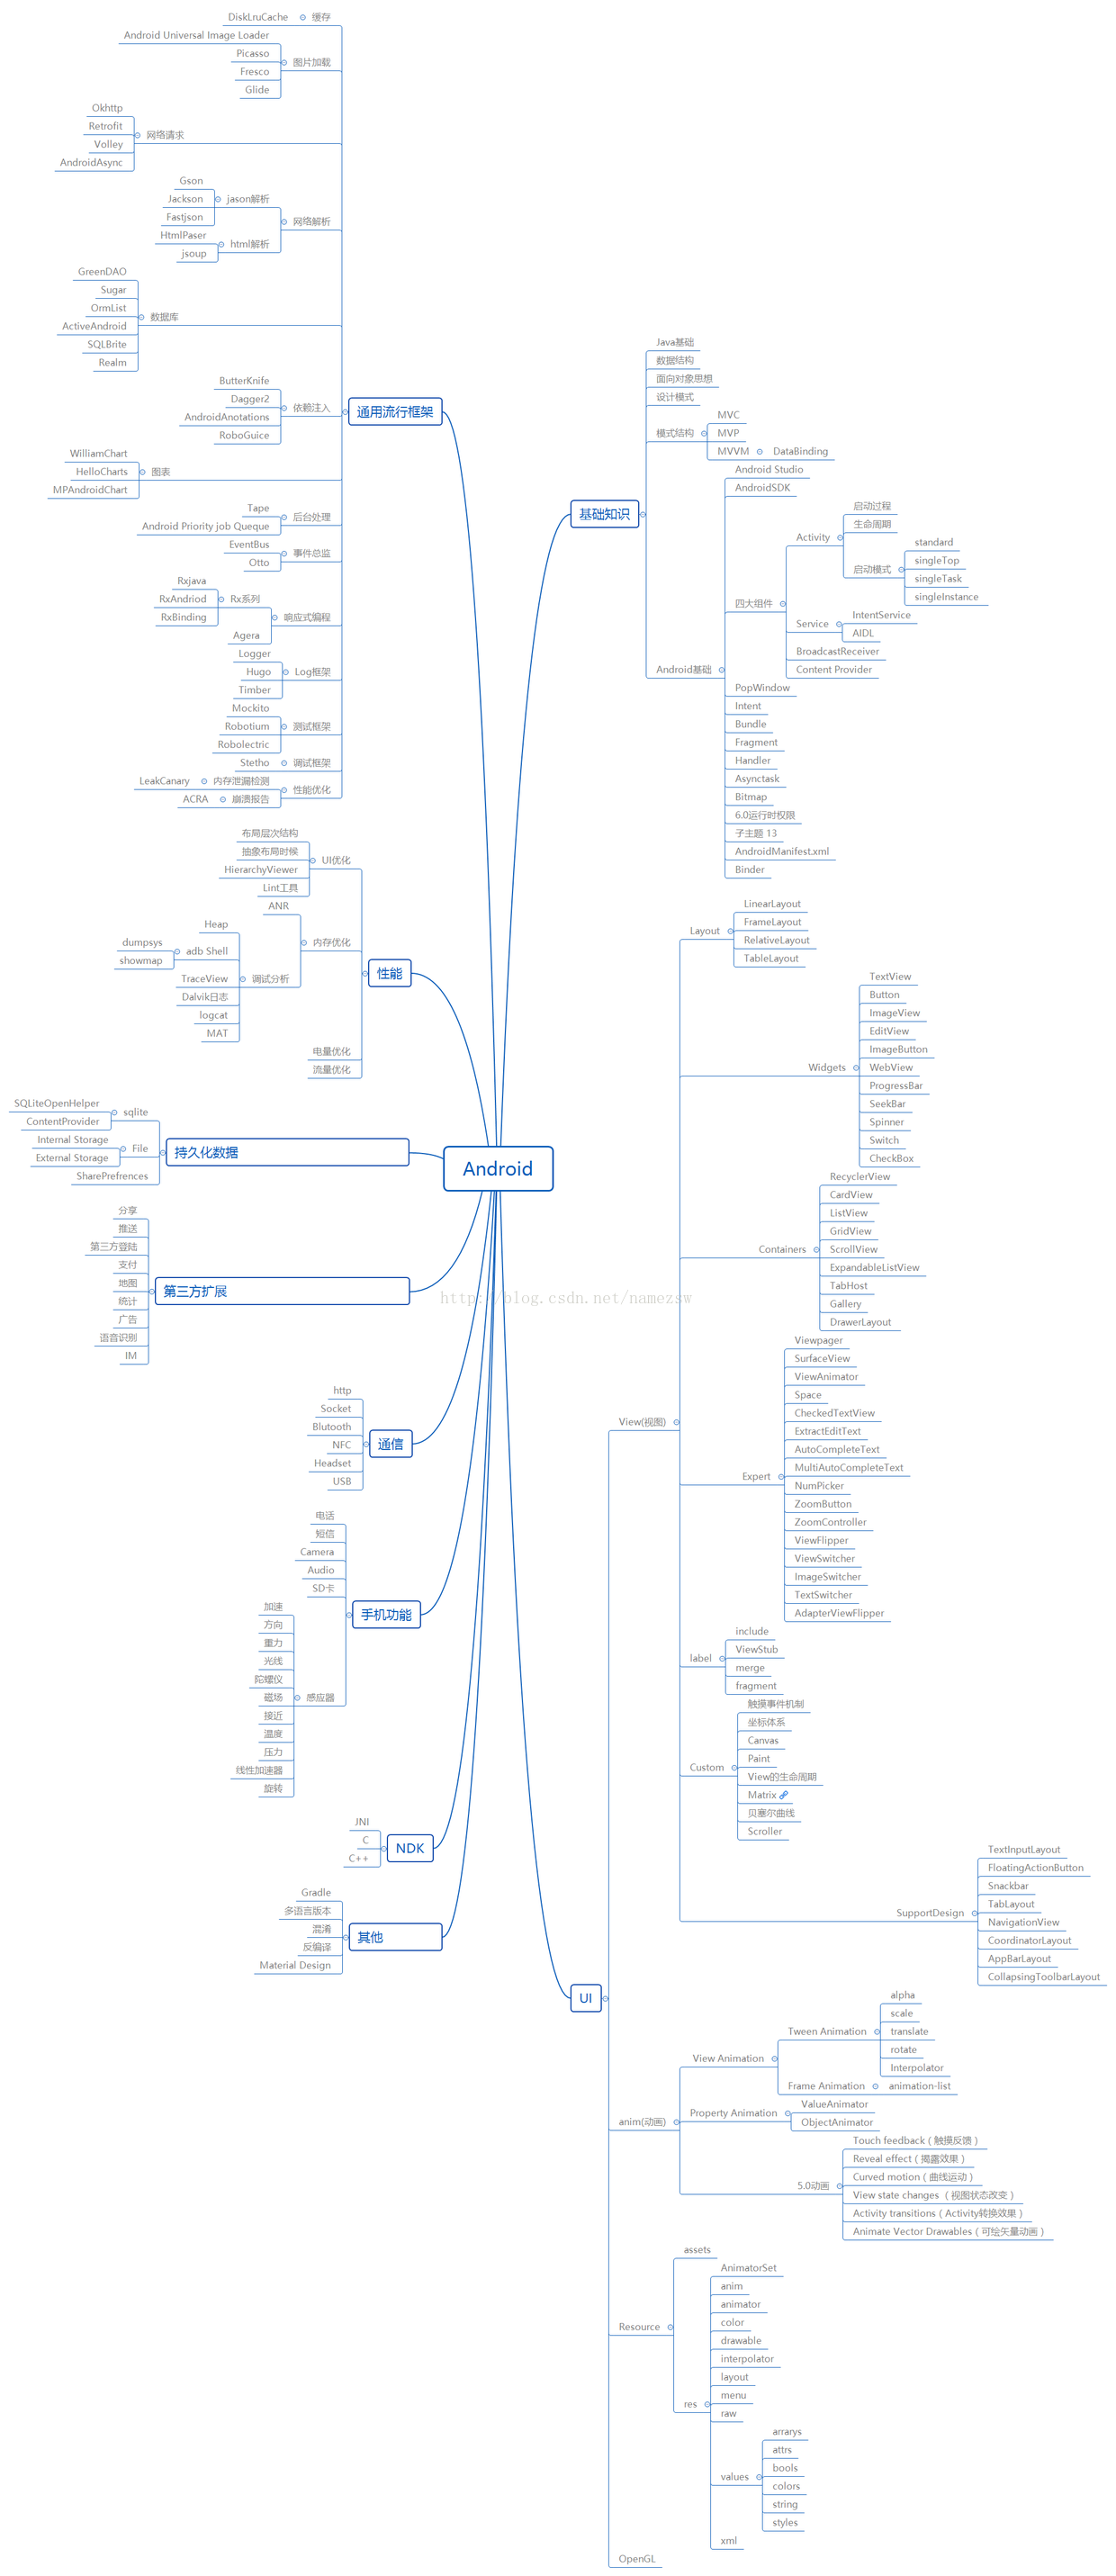 Android
通用流行框架
缓存
DiskLruCache
图片加载
Android Universal Image Loader
Picasso
Fresco
Glide
网络请求
Okhttp
Retrofit
Volley
AndroidAsync
网络解析
jason解析
Gson
Jackson
Fastjson
html解析
HtmlPaser
jsoup
数据库
GreenDAO
Sugar
OrmList
ActiveAndroid
SQLBrite
Realm
依赖注入
ButterKnife
Dagger2
AndroidAnotations
RoboGuice
图表
WilliamChart
HelloCharts
MPAndroidChart
后台处理
Tape
Android Priority job Queque
事件总监
EventBus
Otto
响应式编程
Rx系列
Rxjava
RxAndriod
RxBinding
Agera
Log框架
Logger
Hugo
Timber
测试框架
Mockito
Robotium
Robolectric
调试框架
Stetho
性能优化
内存泄漏检测
LeakCanary
崩溃报告
ACRA
性能
UI优化
布局层次结构
抽象布局时候
HierarchyViewer
Lint工具
内存优化
ANR
调试分析
Heap
adb Shell
dumpsys
showmap
TraceView
Dalvik日志
logcat
MAT
电量优化
流量优化
持久化数据
sqlite
SQLiteOpenHelper
ContentProvider
File
Internal Storage
External Storage
SharePrefrences
第三方扩展
分享
推送
第三方登陆
支付
地图
统计
广告
语音识别
IM
通信
http
Socket
Blutooth
NFC
Headset
USB
手机功能
电话
短信
Camera
Audio
SD卡
感应器
加速
方向
重力
光线
陀螺仪
磁场
接近
温度
压力
线性加速器
旋转
NDK
JNI
C
C++
其他
Gradle
多语言版本
混淆
反编译
Material Design
基础知识
Java基础
数据结构
面向对象思想
设计模式
模式结构
MVC
MVP
MVVM
DataBinding
Android基础
Android Studio
AndroidSDK
四大组件
Activity
启动过程
生命周期
启动模式
standard
singleTop
singleTask
singleInstance
Service
IntentService
AIDL
BroadcastReceiver
Content Provider
PopWindow
Intent
Bundle
Fragment
Handler
Asynctask
Bitmap
6.0运行时权限
子主题 13
AndroidManifest.xml
Binder
UI
View(视图)
Layout
LinearLayout
FrameLayout
RelativeLayout
TableLayout
Widgets
TextView
Button
ImageView
EditView
ImageButton
WebView
ProgressBar
SeekBar
Spinner
Switch
CheckBox
Containers
RecyclerView
CardView
ListView
GridView
ScrollView
ExpandableListView
TabHost
Gallery
DrawerLayout
Expert
Viewpager
SurfaceView
ViewAnimator
Space
CheckedTextView
ExtractEditText
AutoCompleteText
MultiAutoCompleteText
NumPicker
ZoomButton
ZoomController
ViewFlipper
ViewSwitcher
ImageSwitcher
TextSwitcher
AdapterViewFlipper
label
include
ViewStub
merge
fragment
Custom
触摸事件机制
坐标体系
Canvas
Paint
View的生命周期
Matrix
贝塞尔曲线
Scroller
SupportDesign
TextInputLayout
FloatingActionButton
Snackbar
TabLayout
NavigationView
CoordinatorLayout
AppBarLayout
CollapsingToolbarLayout
anim(动画)
View Animation
Tween Animation
alpha
scale
translate
rotate
Interpolator
Frame Animation
animation-list
Property Animation
ValueAnimator
ObjectAnimator
5.0动画
Touch feedback（触摸反馈）
Reveal effect（揭露效果）
Curved motion（曲线运动）
View state changes （视图状态改变）
Activity transitions（Activity转换效果）
Animate Vector Drawables（可绘矢量动画）
Resource
assets
res
AnimatorSet
anim
animator
color
drawable
interpolator
layout
menu
raw
values
arrarys
attrs
bools
colors
string
styles
xml
OpenGL
http://blog.csdn.net/namezsw